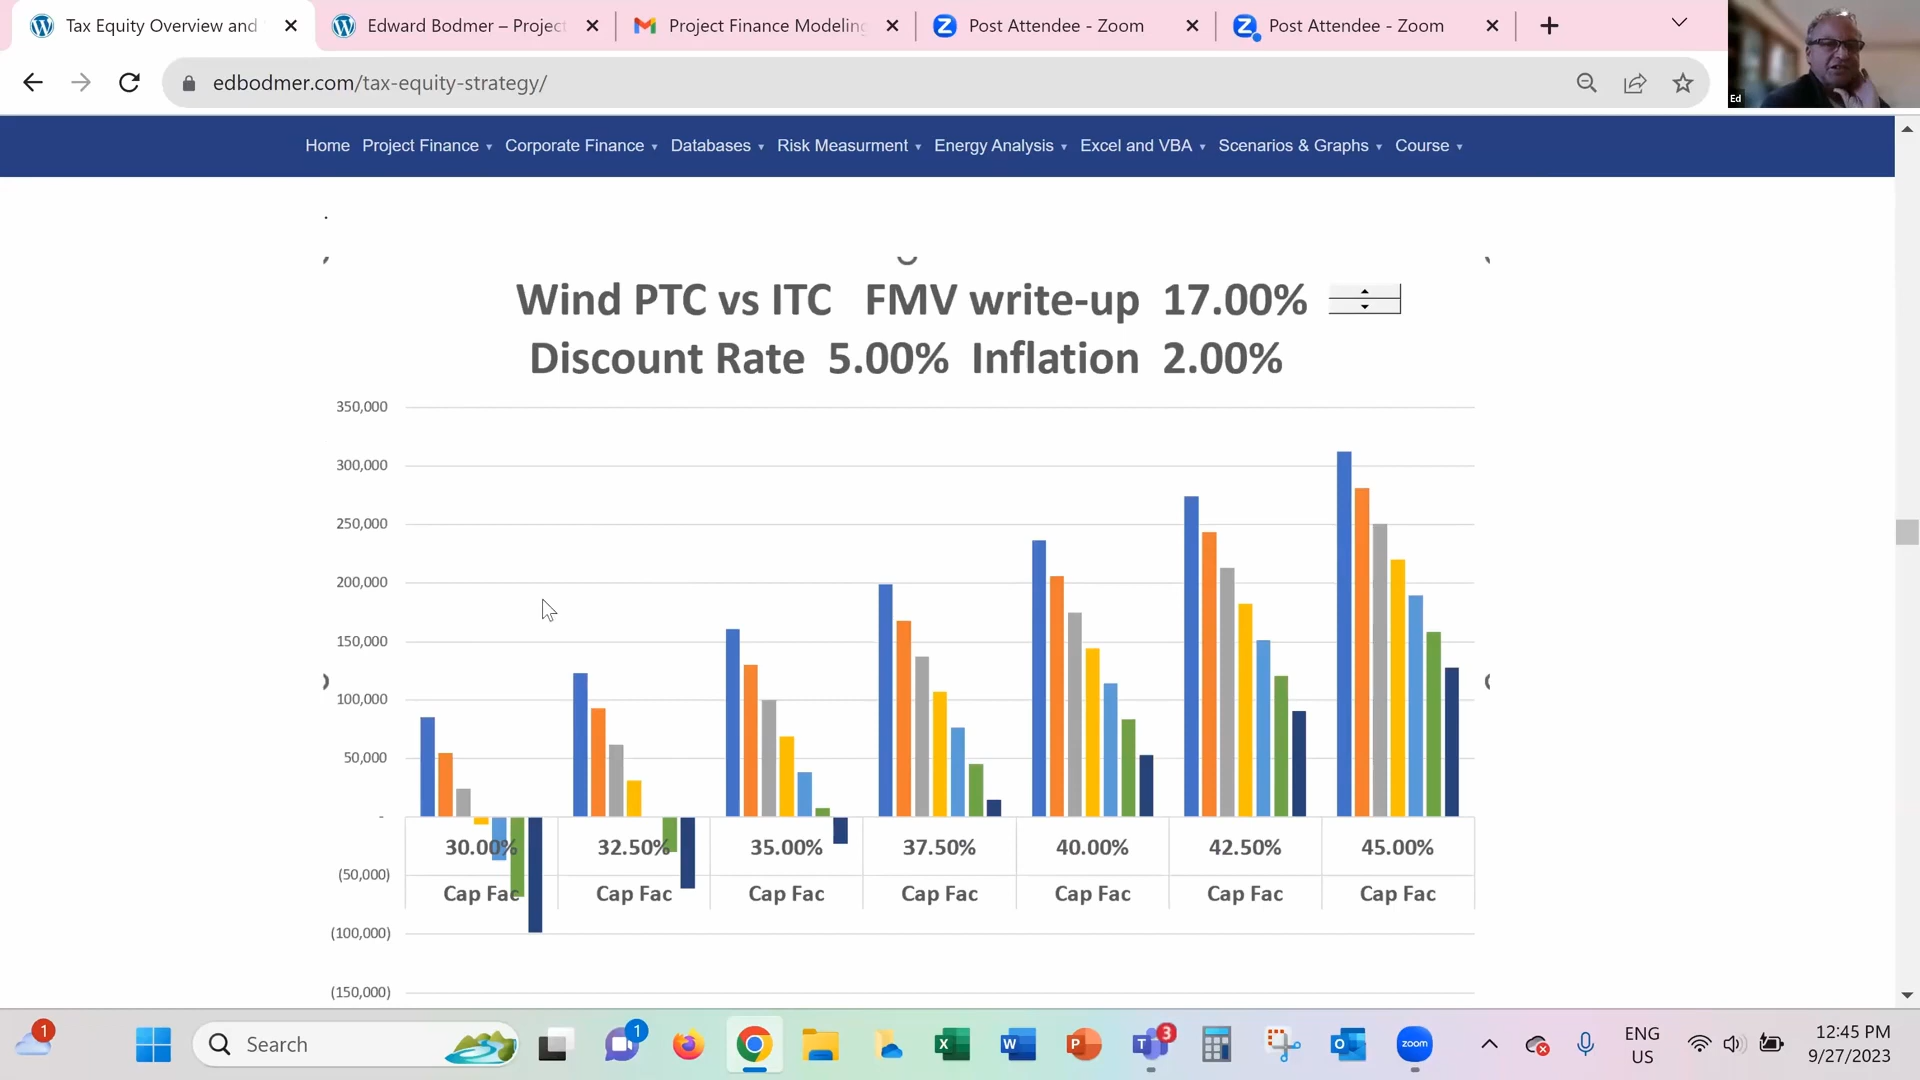 Tax Equity Overview and
Edward Bodmer – Project
Project Finance Modeling
Post Attendee - Zoom
Post Attendee - Zoom
edbodmer.com/tax-equity-strategy/
Ed
Home Project Finance Corporate Finance Databases Risk Measurment Energy Analysis Excel and VBA Scenarios & Graphs Course
.
Wind PTC vs ITC FMV write-up 17.00%
Discount Rate 5.00% Inflation 2.00%
350,000
300,000
250,000
200,000
150,000
100,000
50,000
-
30.00% 32.50% 35.00% 37.50% 40.00% 42.50% 45.00%
(50,000)
Cap Fac Cap Fac Cap Fac Cap Fac Cap Fac Cap Fac Cap Fac
(100,000)
(150,000)
1
Search
1
3
zoom
ENG
US
12:45 PM
9/27/2023